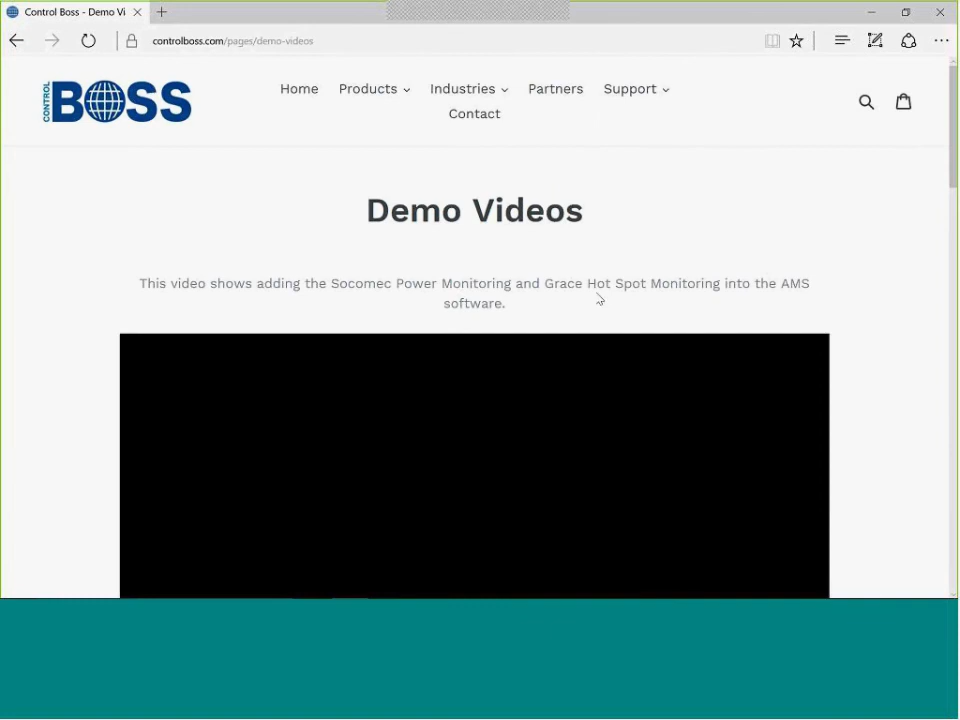 Control Boss - Demo Vi
controlboss.com/pages/demo-videos
CONTROL BOSS
Home Products Industries Partners Support
Contact
Demo Videos
This video shows adding the Socomec Power Monitoring and Grace Hot Spot Monitoring into the AMS
software.